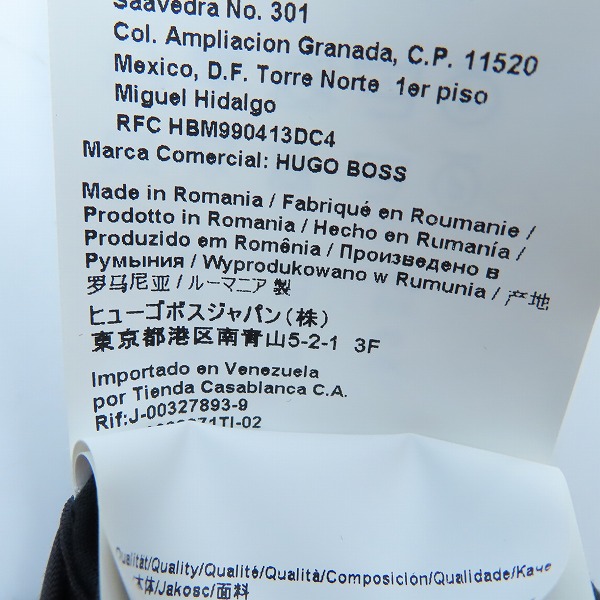 Saavedra No. 301
Col. Ampliacion Granada, C.P. 11520
Mexico, D.F. Torre Norte 1er piso
Miguel Hidalgo
RFC HBM990413DC4
Marca Comercial: HUGO BOSS
Made in Romania / Fabriqué en Roumanie /
Prodotto in Romania / Hecho en Rumanía /
Produzido em Romênia / Произведено в
Румыния / Wyprodukowano w Rumunia / 产地
罗马尼亚 / ルーマニア 製
ヒューゴボスジャパン(株)
東京都港区南青山5-2-1 3F
Importado en Venezuela
por Tienda Casablanca C.A.
Rif:J-00327893-9
Qualität/Quality/Qualité/Qualità/Composición/Qualidade/Каче
本体/Jakosc/面料